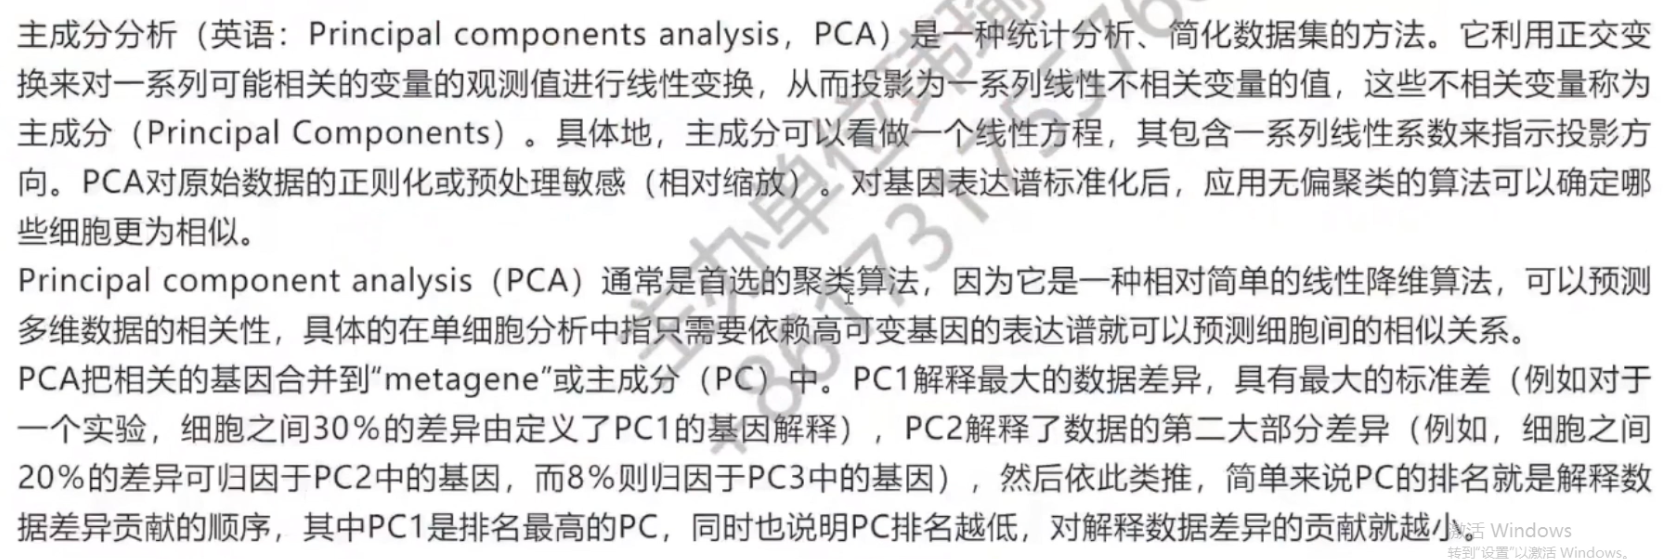 主成分分析（英语：Principal components analysis，PCA）是一种统计分析、简化数据集的方法。它利用正交变
换来对一系列可能相关的变量的观测值进行线性变换，从而投影为一系列线性不相关变量的值，这些不相关变量称为
主成分（Principal Components）。具体地，主成分可以看做一个线性方程，其包含一系列线性系数来指示投影方
向。PCA对原始数据的正则化或预处理敏感（相对缩放）。对基因表达谱标准化后，应用无偏聚类的算法可以确定哪
些细胞更为相似。
Principal component analysis（PCA）通常是首选的聚类算法，因为它是一种相对简单的线性降维算法，可以预测
多维数据的相关性，具体的在单细胞分析中指只需要依赖高可变基因的表达谱就可以预测细胞间的相似关系。
PCA把相关的基因合并到“metagene”或主成分（PC）中。PC1解释最大的数据差异，具有最大的标准差（例如对于
一个实验，细胞之间30%的差异由定义了PC1的基因解释），PC2解释了数据的第二大部分差异（例如，细胞之间
20%的差异可归因于PC2中的基因，而8%则归因于PC3中的基因），然后依此类推，简单来说PC的排名就是解释数
据差异贡献的顺序，其中PC1是排名最高的PC，同时也说明PC排名越低，对解释数据差异的贡献就越小。
主办单位
激活 Windows
转到"设置"以激活 Windows。